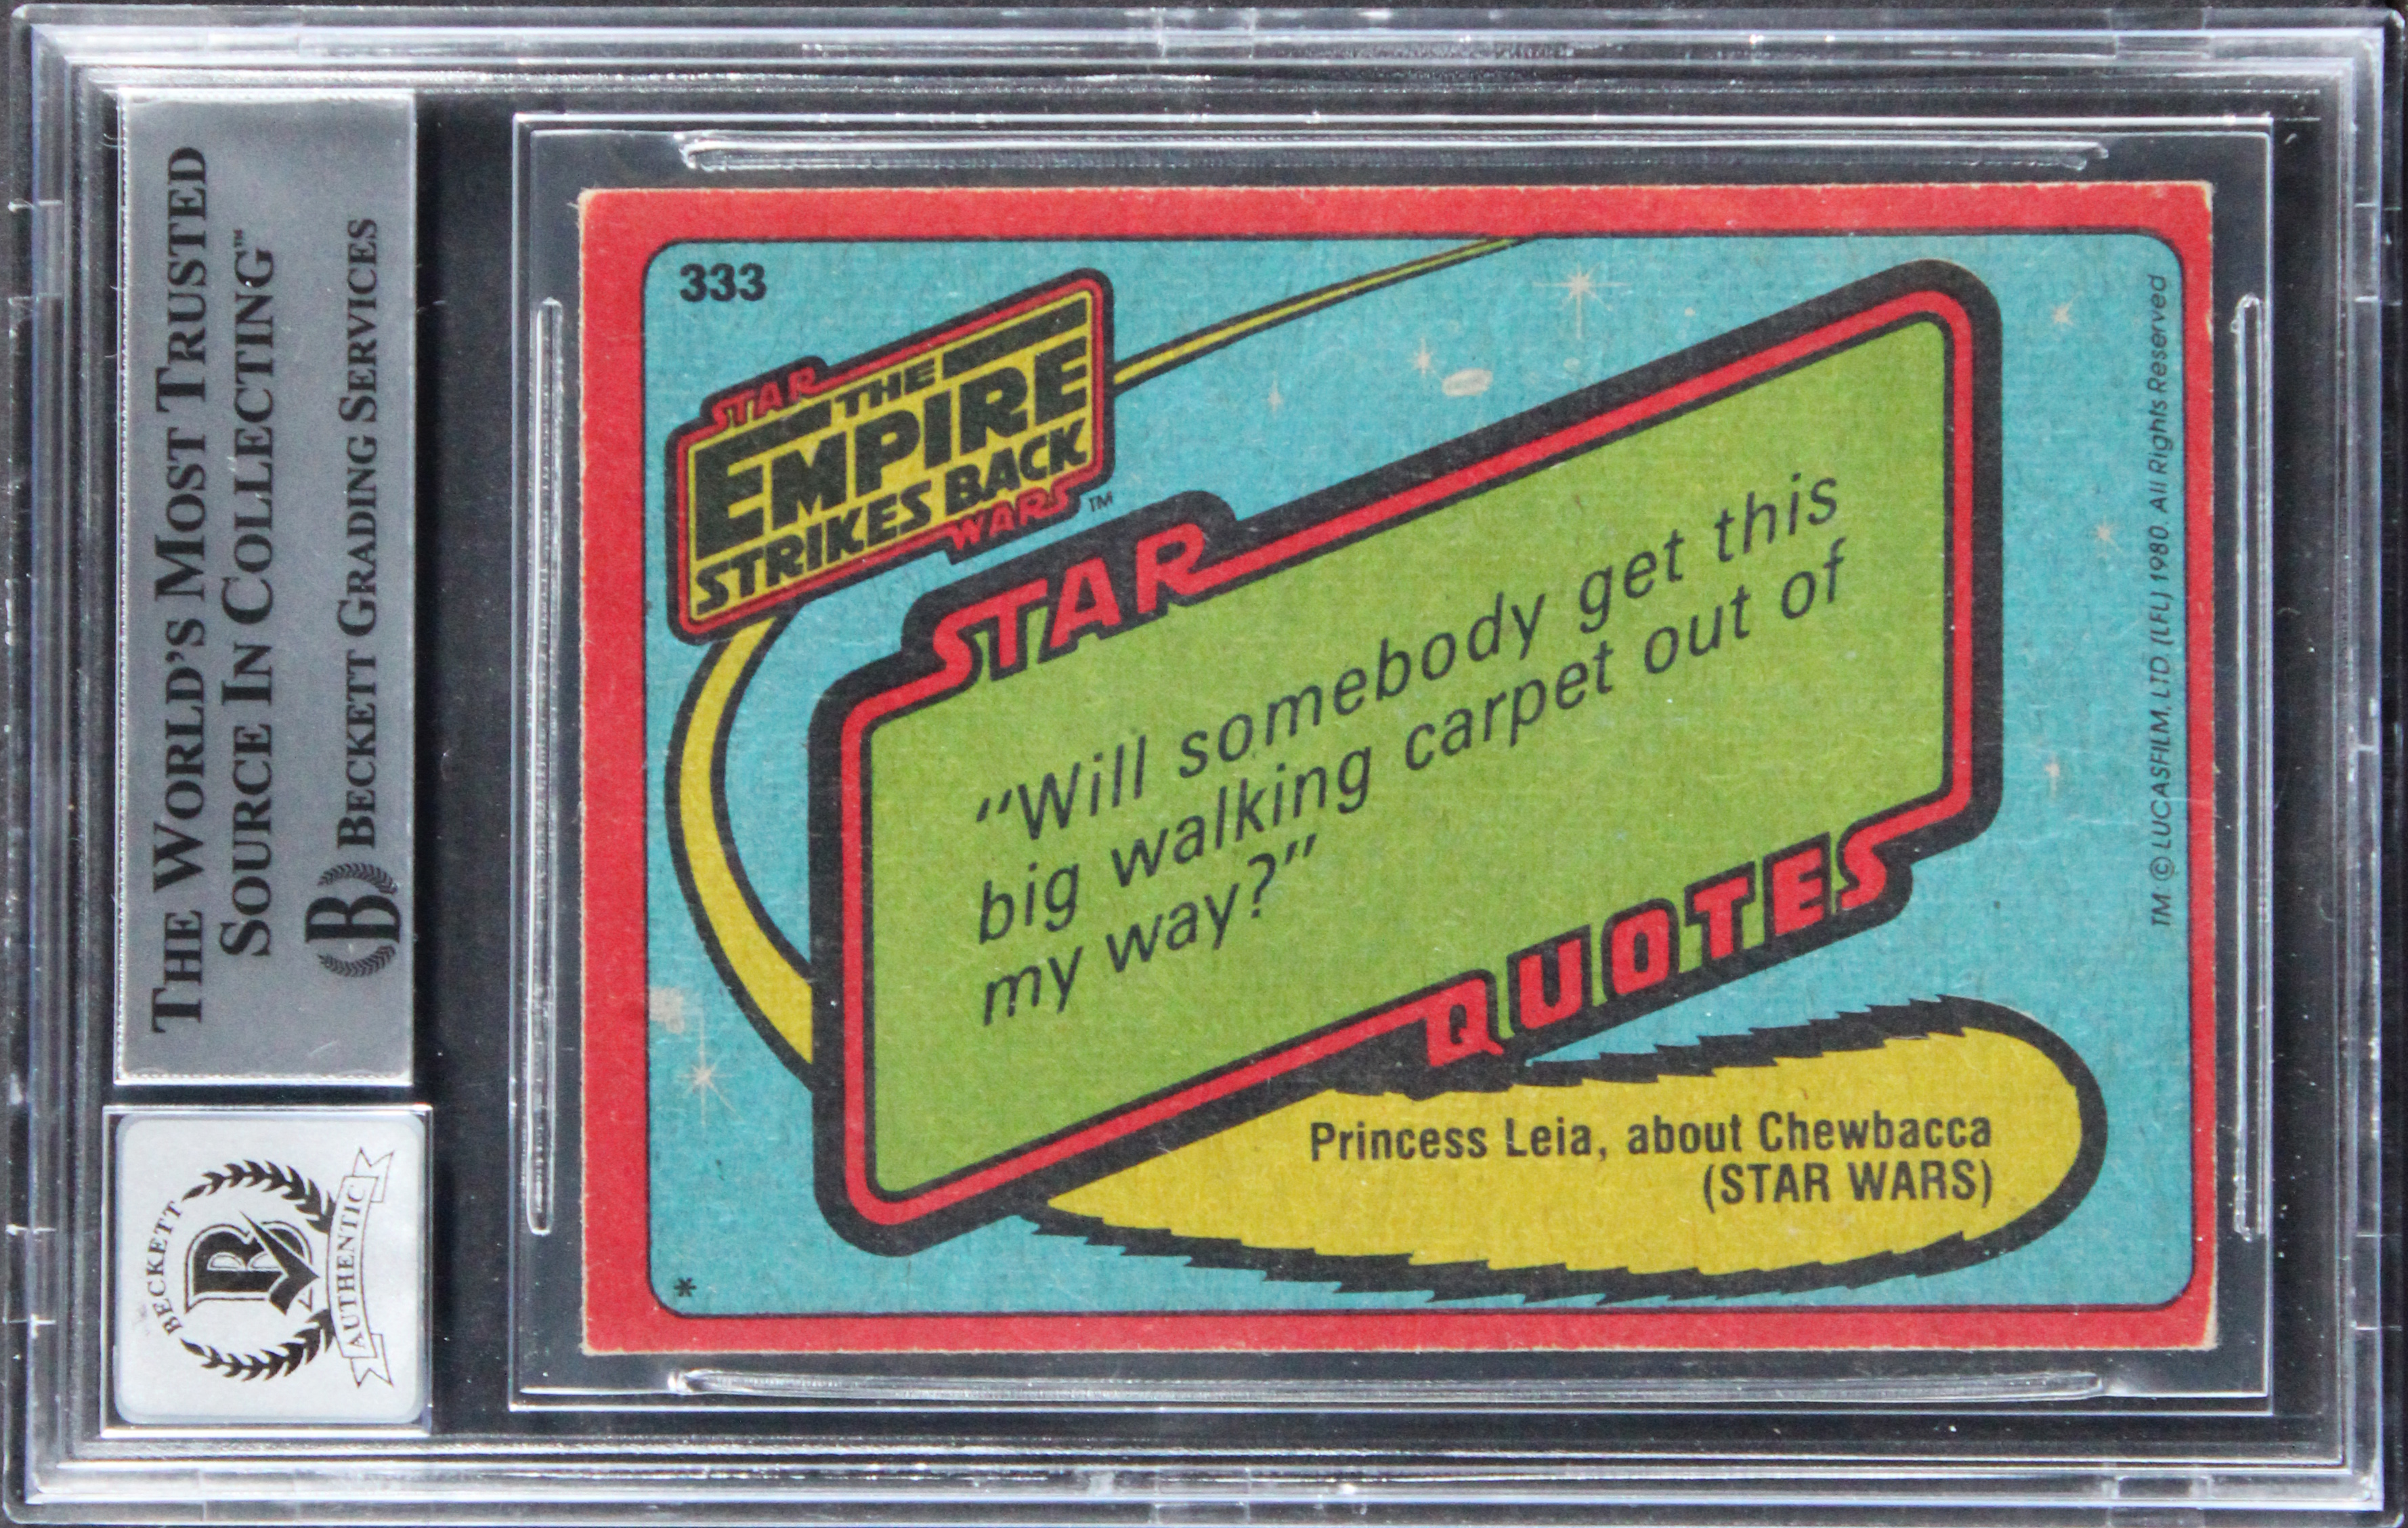 THE WORLD'S MOST TRUSTED
SOURCE IN COLLECTING™
BECKETT GRADING SERVICES
B
BECKETT
B
AUTHENTIC
333
STAR
THE
EMPIRE
STRIKES BACK
WARS™
STAR
"Will somebody get this
big walking carpet out of
my way?"
QUOTES
Princess Leia, about Chewbacca
(STAR WARS)
*
TM © LUCASFILM, LTD (LFL) 1980. All Rights Reserved